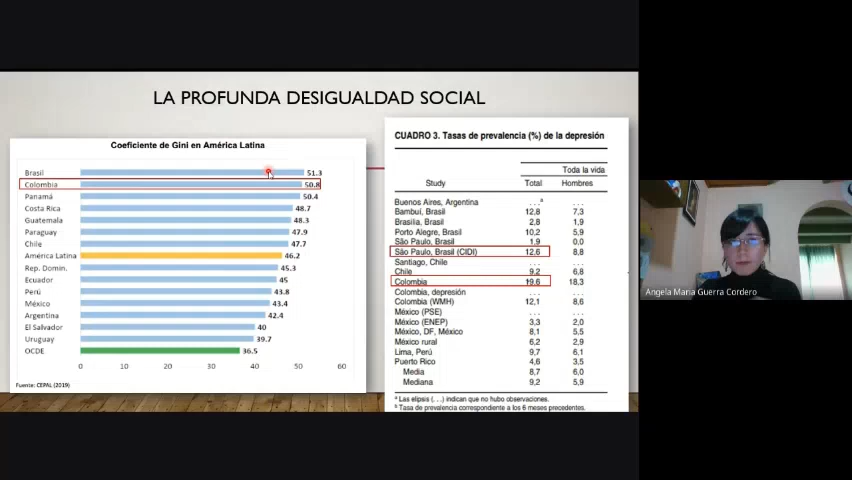 LA PROFUNDA DESIGUALDAD SOCIAL
Coeficiente de Gini en América Latina
Brasil 51.3
Colombia 50.8
Panamá 50.4
Costa Rica 48.7
Guatemala 48.3
Paraguay 47.9
Chile 47.7
América Latina 46.2
Rep. Domin. 45.3
Ecuador 45
Perú 43.8
México 43.4
Argentina 42.4
El Salvador 40
Uruguay 39.7
OCDE 36.5
0 10 20 30 40 50 60
Fuente: CEPAL (2019)
CUADRO 3. Tasas de prevalencia (%) de la depresión
Toda la vida
Study Total Hombres
Buenos Aires, Argentina . . .ª . . .
Bambuí, Brasil 12,8 7,3
Brasilia, Brasil 2,8 1,9
Porto Alegre, Brasil 10,2 5,9
São Paulo, Brasil 1,9 0,0
São Paulo, Brasil (CIDI) 12,6 8,8
Santiago, Chile . . . . . .
Chile 9,2 6,8
Colombia 19,6 18,3
Colombia, depresión . . . . . .
Colombia (WMH) 12,1 8,6
México (PSE) . . . . . .
México (ENEP) 3,3 2,0
México, DF, México 8,1 5,5
México rural 6,2 2,9
Lima, Perú 9,7 6,1
Puerto Rico 4,6 3,5
Media 8,7 6,0
Mediana 9,2 5,9
ª Las elipsis (. . .) indican que no hubo observaciones.
ᵇ Tasa de prevalencia correspondiente a los 6 meses precedentes.
Angela Maria Guerra Cordero